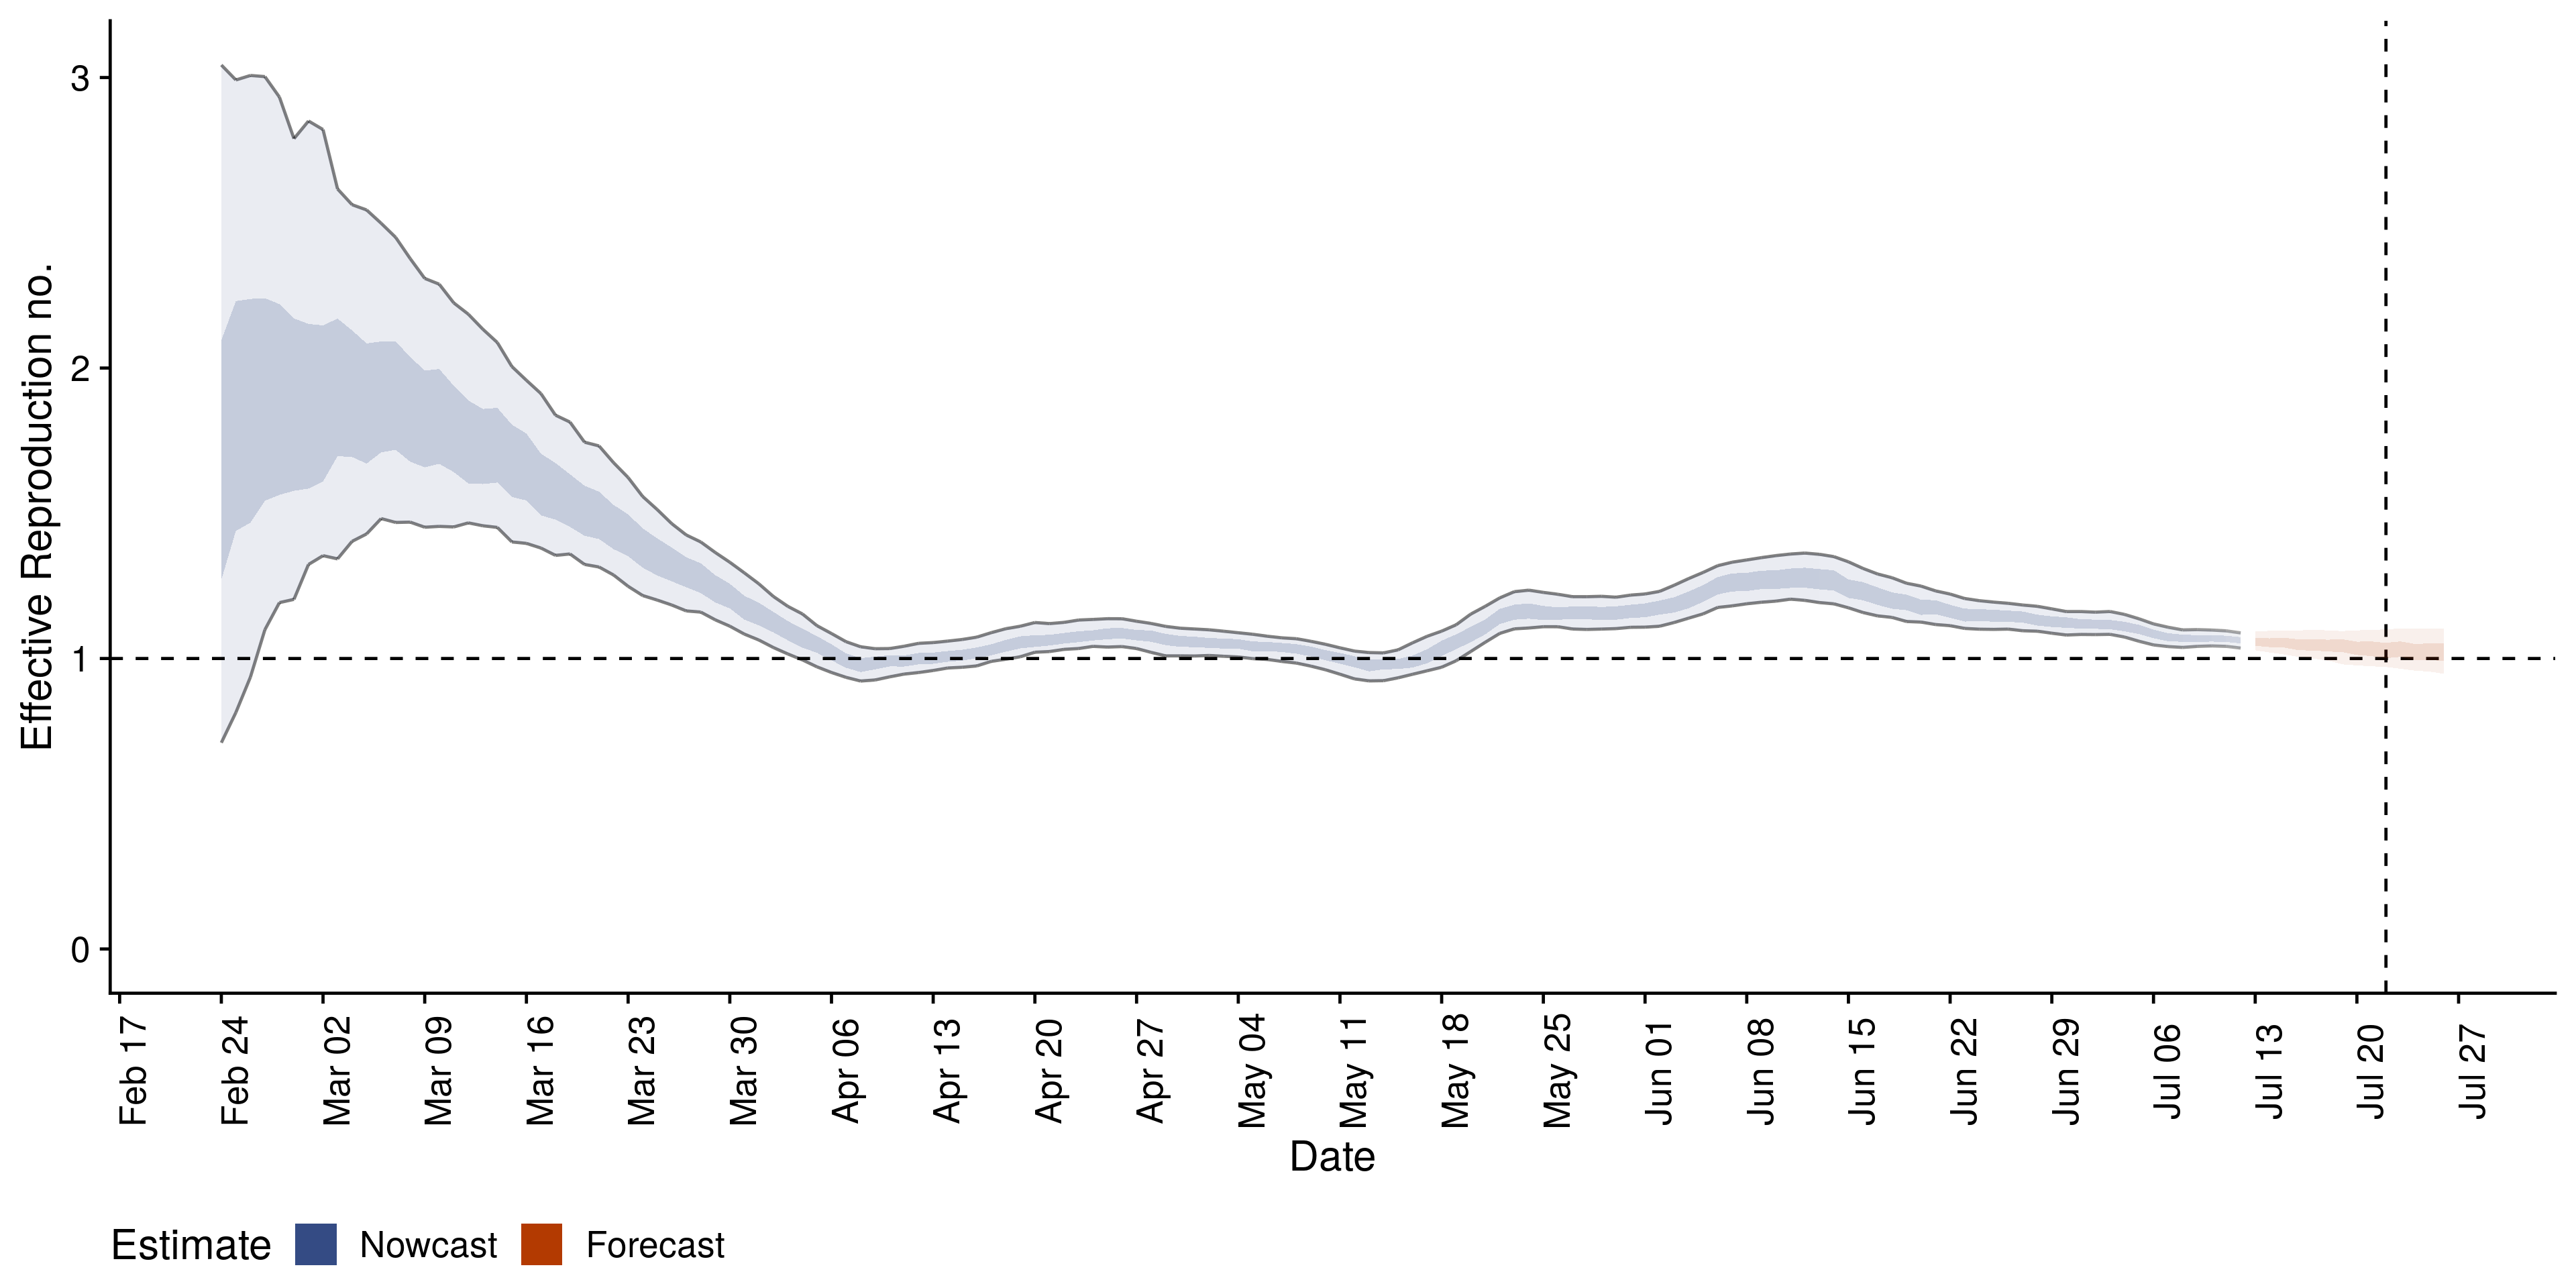 Effective Reproduction no.
3
2
1
0
Feb 17
Feb 24
Mar 02
Mar 09
Mar 16
Mar 23
Mar 30
Apr 06
Apr 13
Apr 20
Apr 27
May 04
May 11
May 18
May 25
Jun 01
Jun 08
Jun 15
Jun 22
Jun 29
Jul 06
Jul 13
Jul 20
Jul 27
Date
Estimate Nowcast Forecast